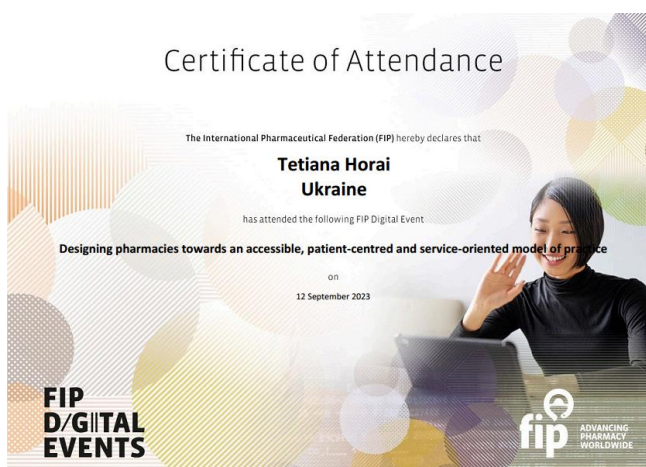 Certificate of Attendance
The International Pharmaceutical Federation (FIP) hereby declares that
Tetiana Horai
Ukraine
has attended the following FIP Digital Event
Designing pharmacies towards an accessible, patient-centred and service-oriented model of practice
on
12 September 2023
FIP
D/GIITAL
EVENTS
fip
ADVANCING
PHARMACY
WORLDWIDE